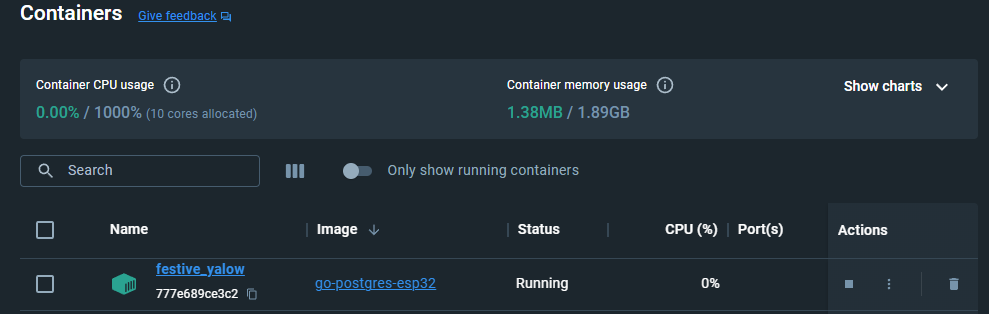 Containers Give feedback
Container CPU usage Container memory usage Show charts
0.00% / 1000% (10 cores allocated) 1.38MB / 1.89GB
Search Only show running containers
Name Image Status CPU (%) Port(s) Actions
festive_yalow
go-postgres-esp32 Running 0%
777e689ce3c2